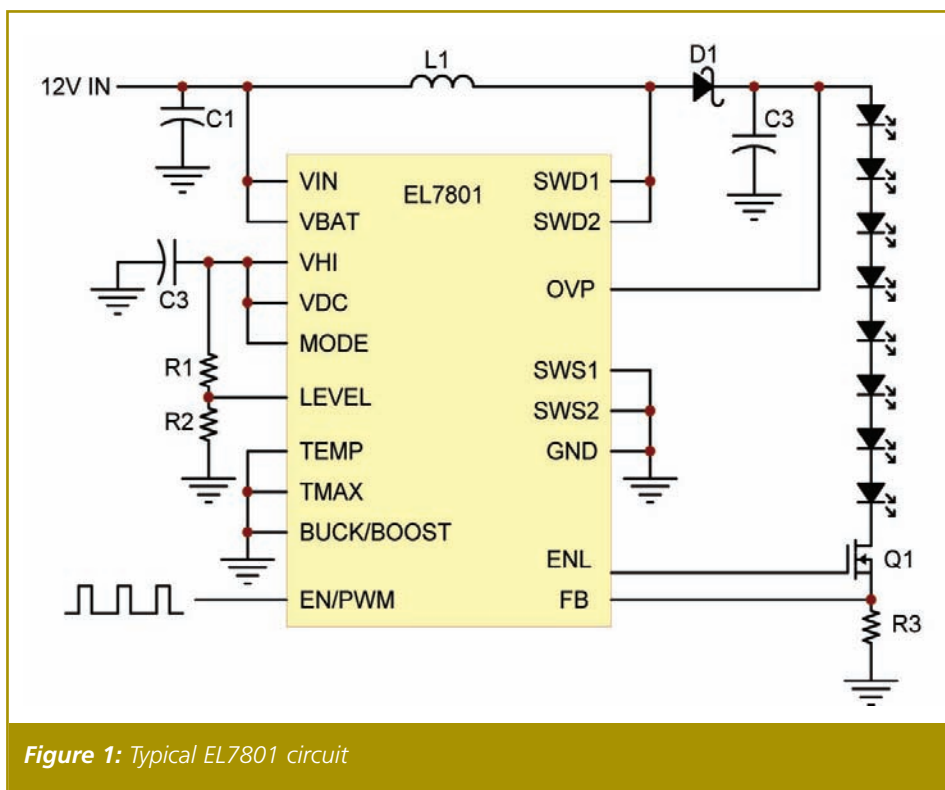 L1
D1
12V IN
C1
C3
VIN
EL7801
SWD1
VBAT
SWD2
VHI
C3
VDC
OVP
MODE
R1
SWS1
LEVEL
R2
SWS2
TEMP
GND
TMAX
BUCK/BOOST
ENL
Q1
EN/PWM
FB
R3
Figure 1: Typical EL7801 circuit